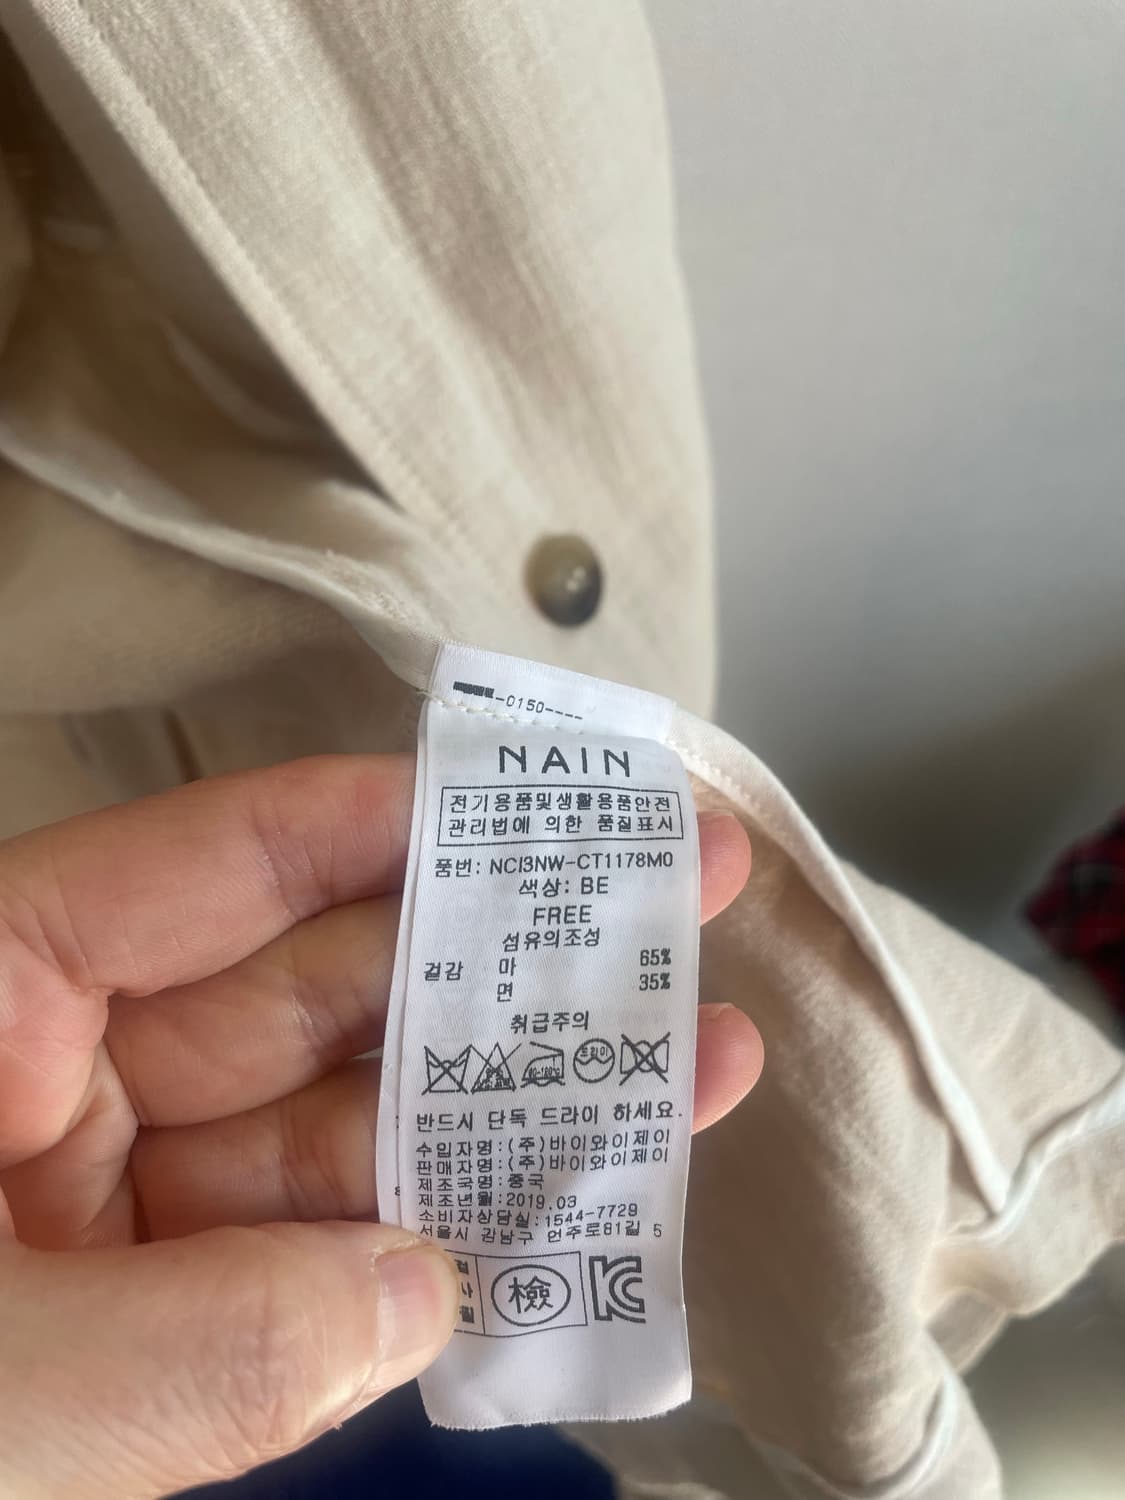 -0150----
NAIN
전기용품및생활용품안전
관리법에 의한 품질표시
품번: NCI3NW-CT1178M0
색상: BE
FREE
섬유의조성
겉감 마 65%
면 35%
취급주의
드라이
반드시 단독 드라이 하세요.
수입자명:(주)바이와이제이
판매자명:(주)바이와이제이
제조국명:중국
제조년월:2019.03
소비자상담실:1544-7729
서울시 강남구 언주로81길 5
檢
KC